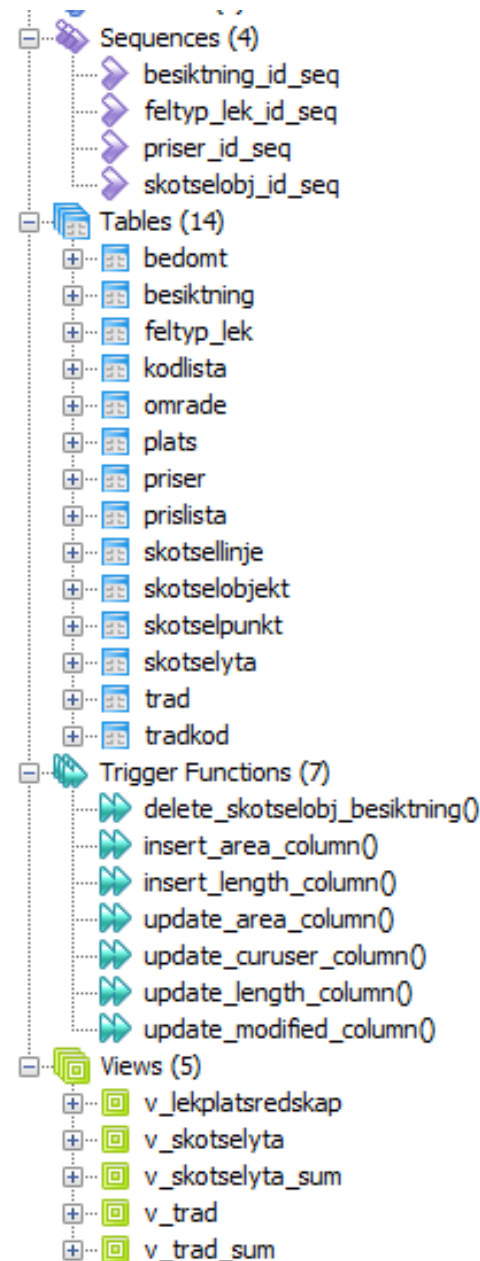 Sequences (4)
besiktning_id_seq
feltyp_lek_id_seq
priser_id_seq
skotselobj_id_seq
Tables (14)
bedomt
besiktning
feltyp_lek
kodlista
omrade
plats
priser
prislista
skotsellinje
skotselobjekt
skotselpunkt
skotselyta
trad
tradkod
Trigger Functions (7)
delete_skotselobj_besiktning()
insert_area_column()
insert_length_column()
update_area_column()
update_curuser_column()
update_length_column()
update_modified_column()
Views (5)
v_lekplatsredskap
v_skotselyta
v_skotselyta_sum
v_trad
v_trad_sum